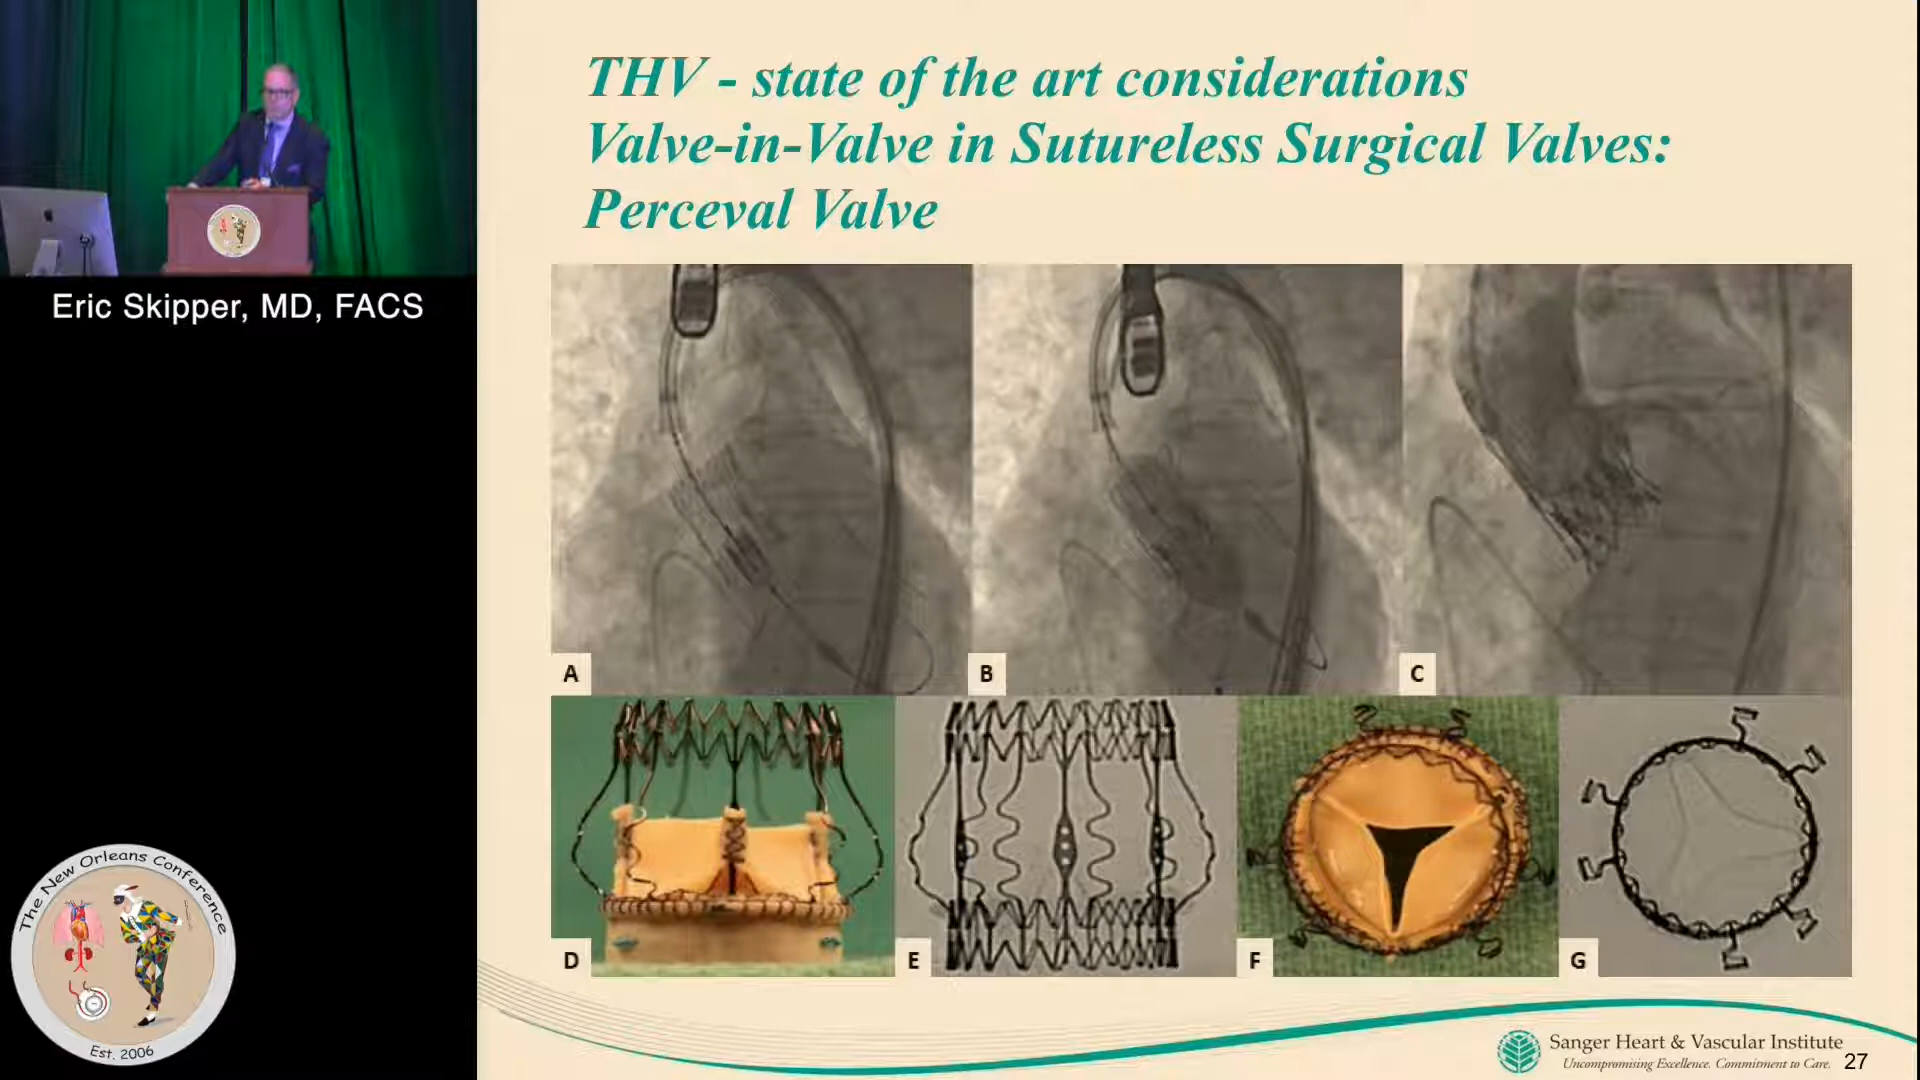 THV - state of the art considerations
Valve-in-Valve in Sutureless Surgical Valves:
Perceval Valve
Eric Skipper, MD, FACS
A
B
C
D
E
F
G
The New Orleans Conference
Est. 2006
Sanger Heart & Vascular Institute
Uncompromising Excellence. Commitment to Care.
27